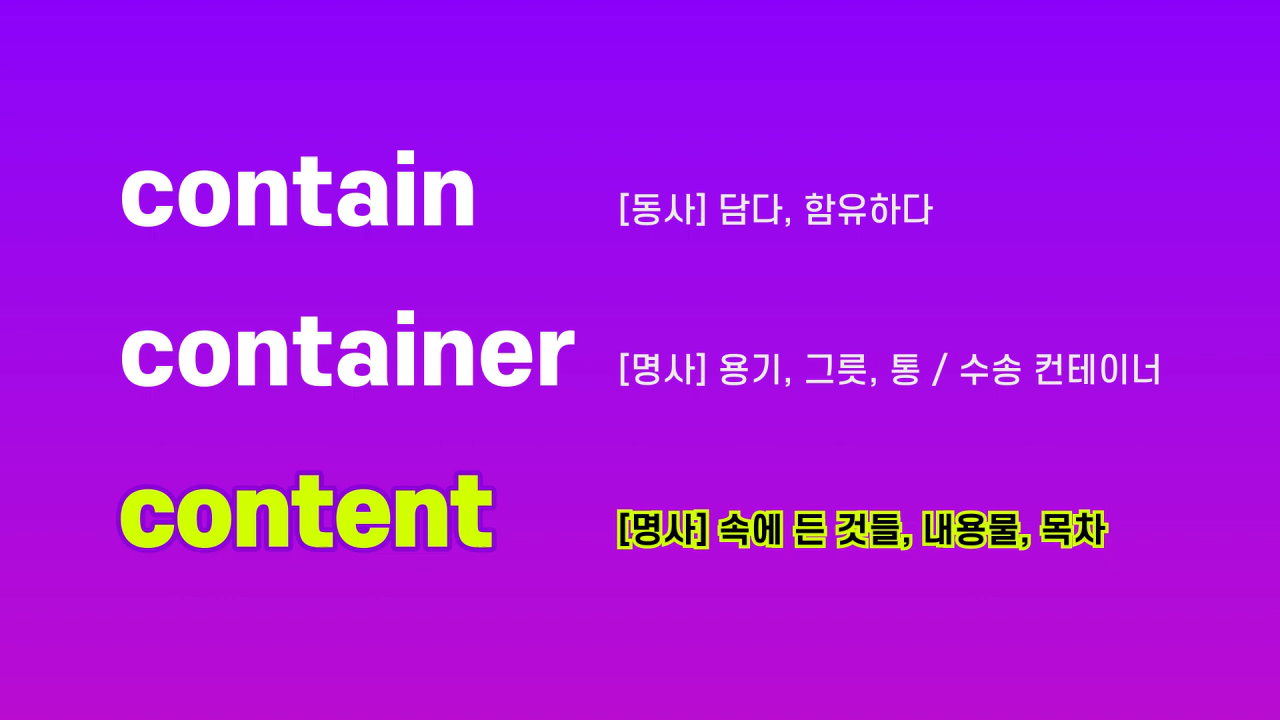 contain [동사] 담다, 함유하다
container [명사] 용기, 그릇, 통 / 수송 컨테이너
content [명사] 속에 든 것들, 내용물, 목차